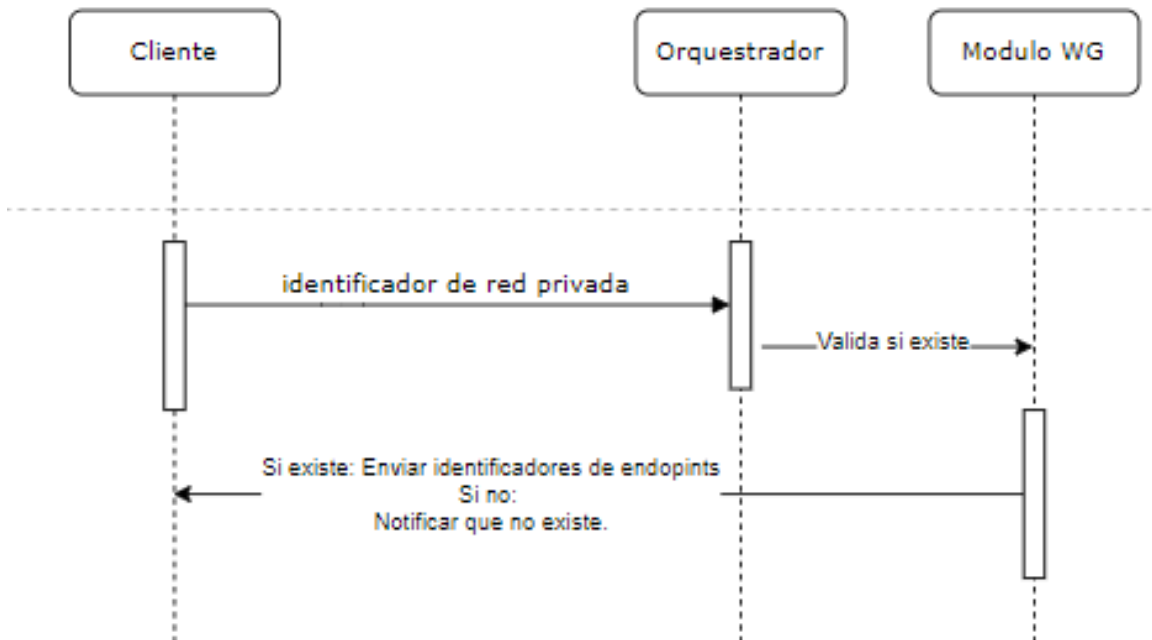 Cliente
Orquestrador
Modulo WG
identificador de red privada
Valida si existe
Si existe: Enviar identificadores de endopints
Si no:
Notificar que no existe.